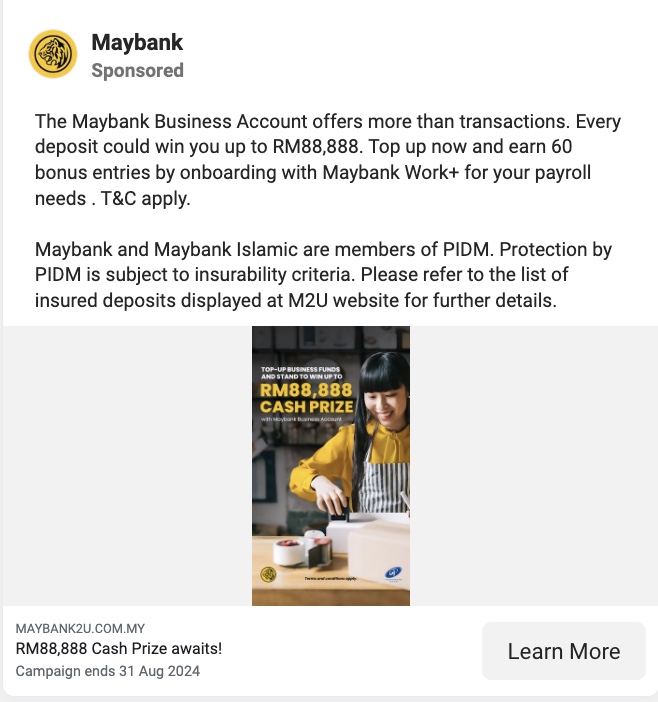 Maybank
Sponsored
The Maybank Business Account offers more than transactions. Every
deposit could win you up to RM88,888. Top up now and earn 60
bonus entries by onboarding with Maybank Work+ for your payroll
needs . T&C apply.
Maybank and Maybank Islamic are members of PIDM. Protection by
PIDM is subject to insurability criteria. Please refer to the list of
insured deposits displayed at M2U website for further details.
TOP-UP BUSINESS FUNDS
AND STAND TO WIN UP TO
RM88,888
CASH PRIZE
with Maybank Business Account
Terms and conditions apply.
MAYBANK2U.COM.MY
RM88,888 Cash Prize awaits!
Campaign ends 31 Aug 2024
Learn More